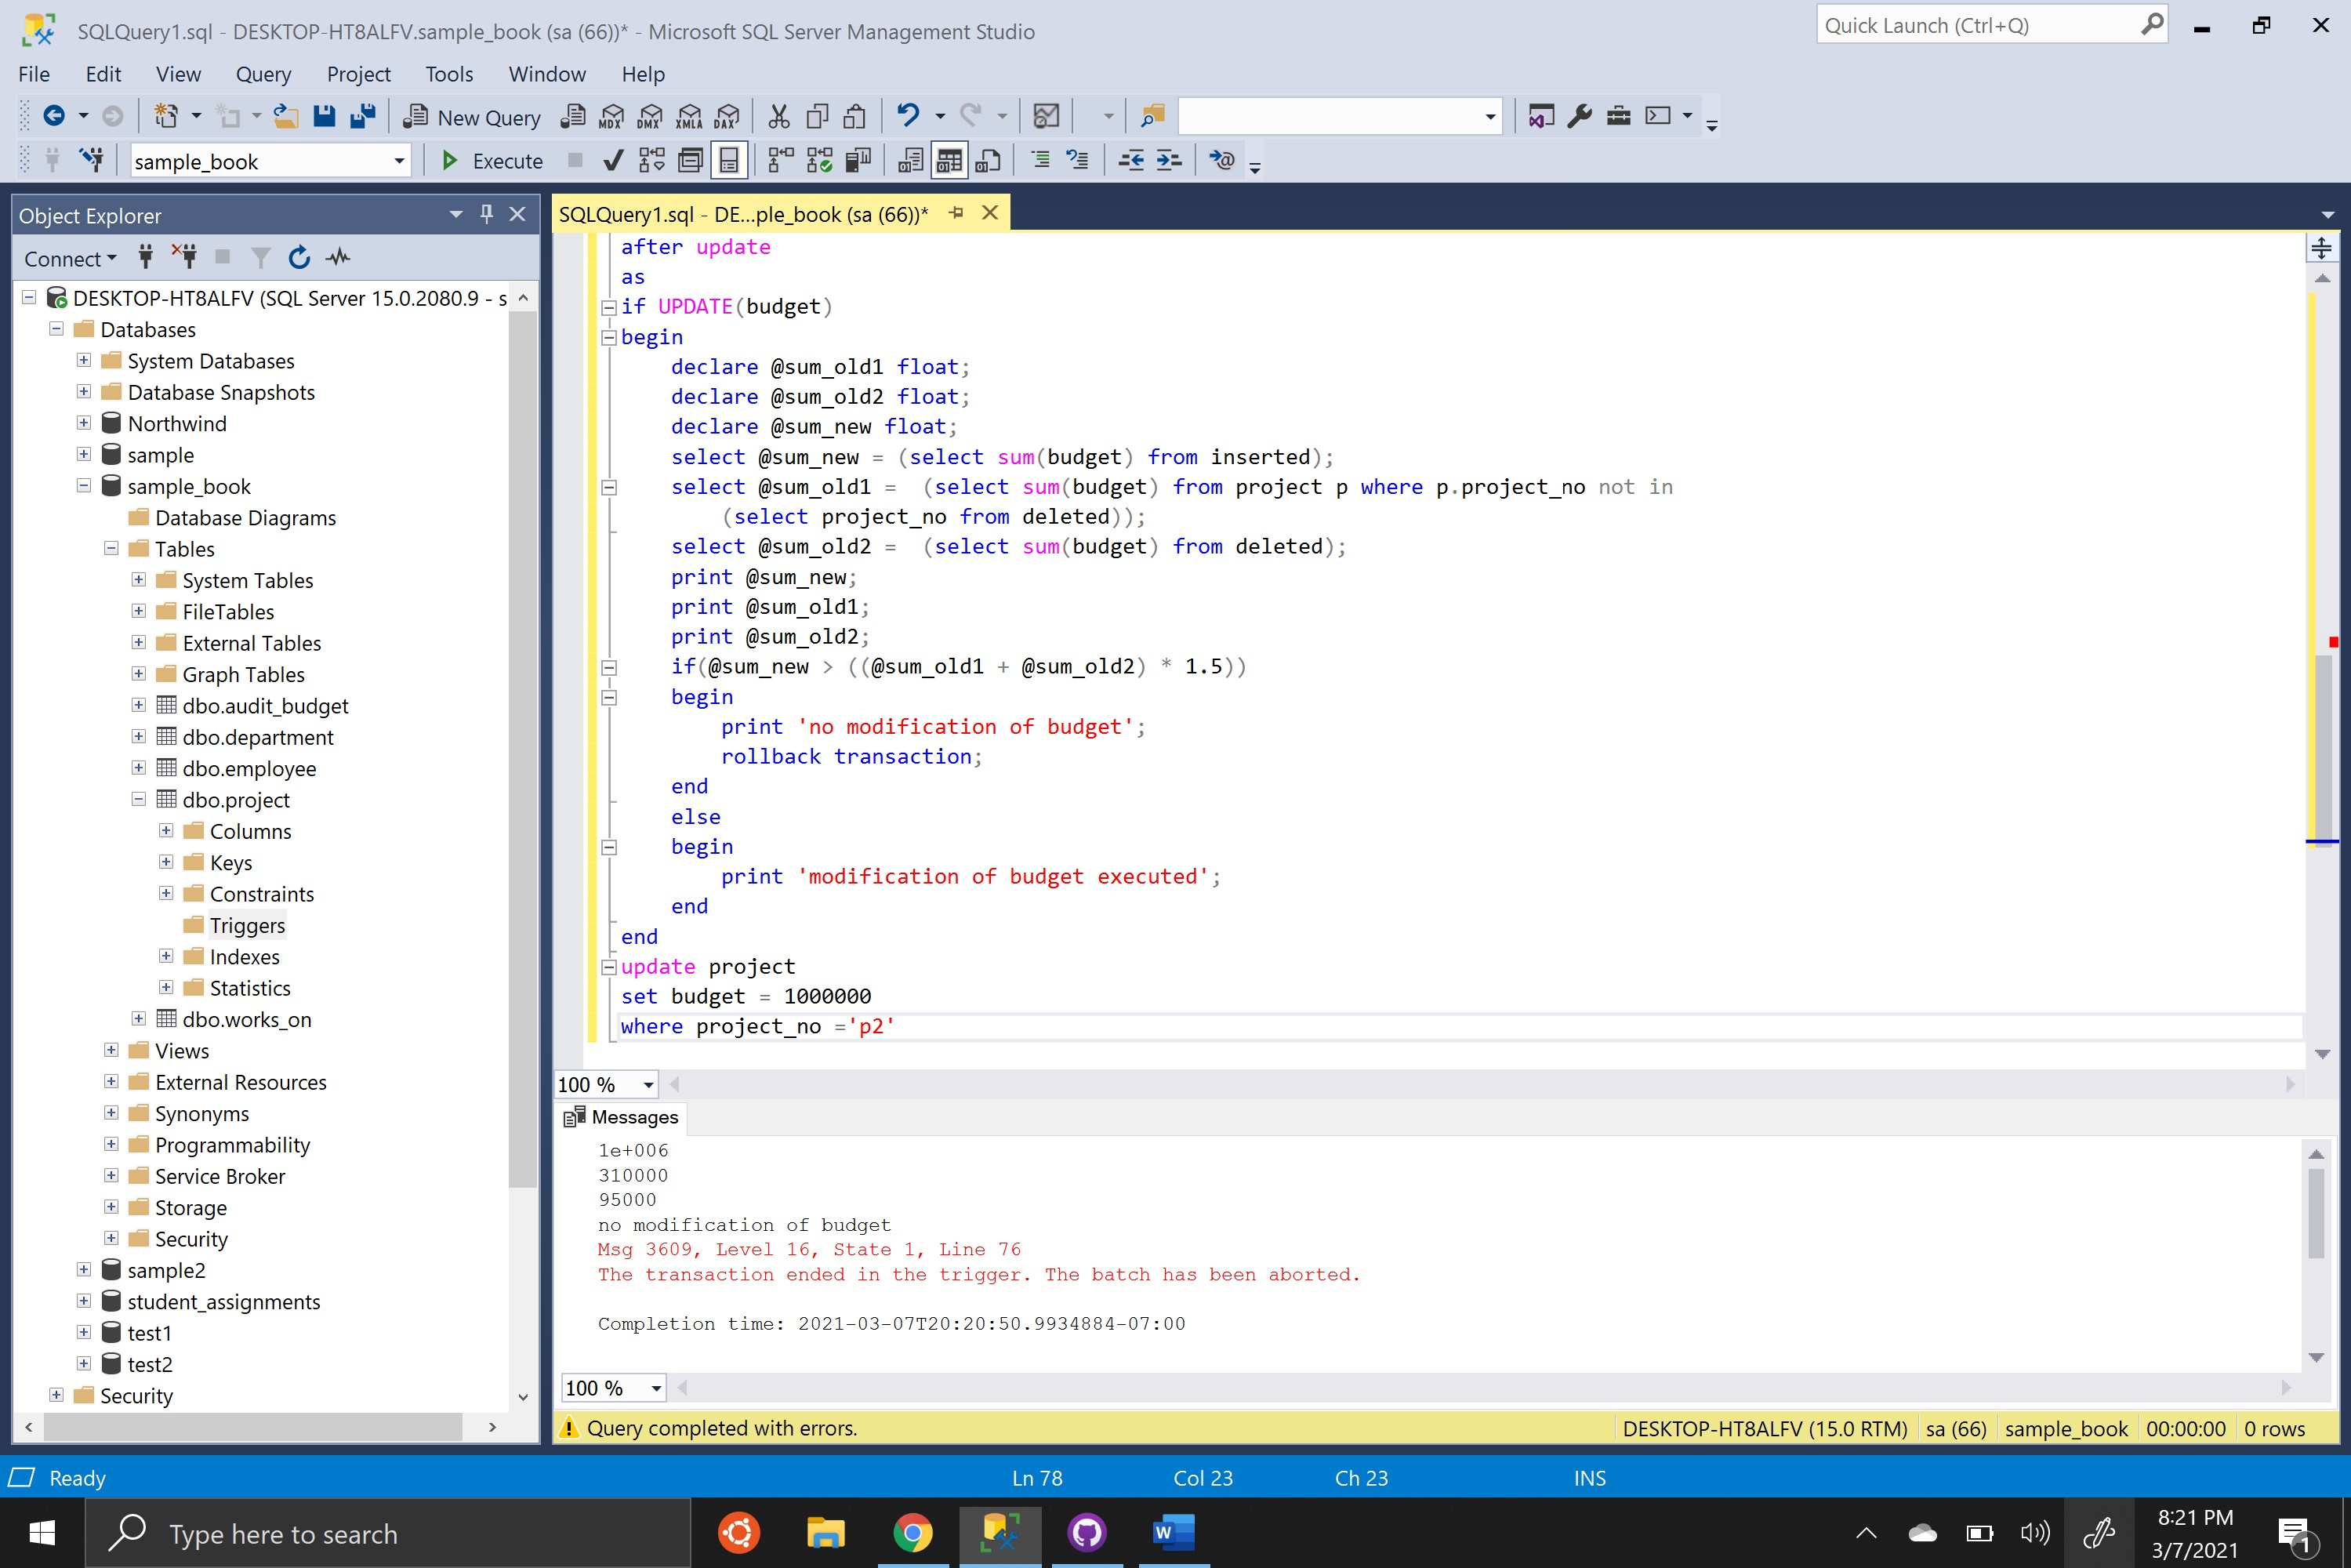 SQLQuery1.sql - DESKTOP-HT8ALFV.sample_book (sa (66))* - Microsoft SQL Server Management Studio
Quick Launch (Ctrl+Q)
File Edit View Query Project Tools Window Help
New Query MDX DMX XMLA DAX
sample_book Execute
Object Explorer
Connect
DESKTOP-HT8ALFV (SQL Server 15.0.2080.9 - s
Databases
System Databases
Database Snapshots
Northwind
sample
sample_book
Database Diagrams
Tables
System Tables
FileTables
External Tables
Graph Tables
dbo.audit_budget
dbo.department
dbo.employee
dbo.project
Columns
Keys
Constraints
Triggers
Indexes
Statistics
dbo.works_on
Views
External Resources
Synonyms
Programmability
Service Broker
Storage
Security
sample2
student_assignments
test1
test2
Security
SQLQuery1.sql - DE...ple_book (sa (66))*
after update
as
if UPDATE(budget)
begin
declare @sum_old1 float;
declare @sum_old2 float;
declare @sum_new float;
select @sum_new = (select sum(budget) from inserted);
select @sum_old1 =  (select sum(budget) from project p where p.project_no not in
(select project_no from deleted));
select @sum_old2 =  (select sum(budget) from deleted);
print @sum_new;
print @sum_old1;
print @sum_old2;
if(@sum_new > ((@sum_old1 + @sum_old2) * 1.5))
begin
print 'no modification of budget';
rollback transaction;
end
else
begin
print 'modification of budget executed';
end
end
update project
set budget = 1000000
where project_no ='p2'
100 %
Messages
1e+006
310000
95000
no modification of budget
Msg 3609, Level 16, State 1, Line 76
The transaction ended in the trigger. The batch has been aborted.
Completion time: 2021-03-07T20:20:50.9934884-07:00
100 %
Query completed with errors. DESKTOP-HT8ALFV (15.0 RTM) sa (66) sample_book 00:00:00 0 rows
Ready Ln 78 Col 23 Ch 23 INS
Type here to search
W
8:21 PM
3/7/2021
1